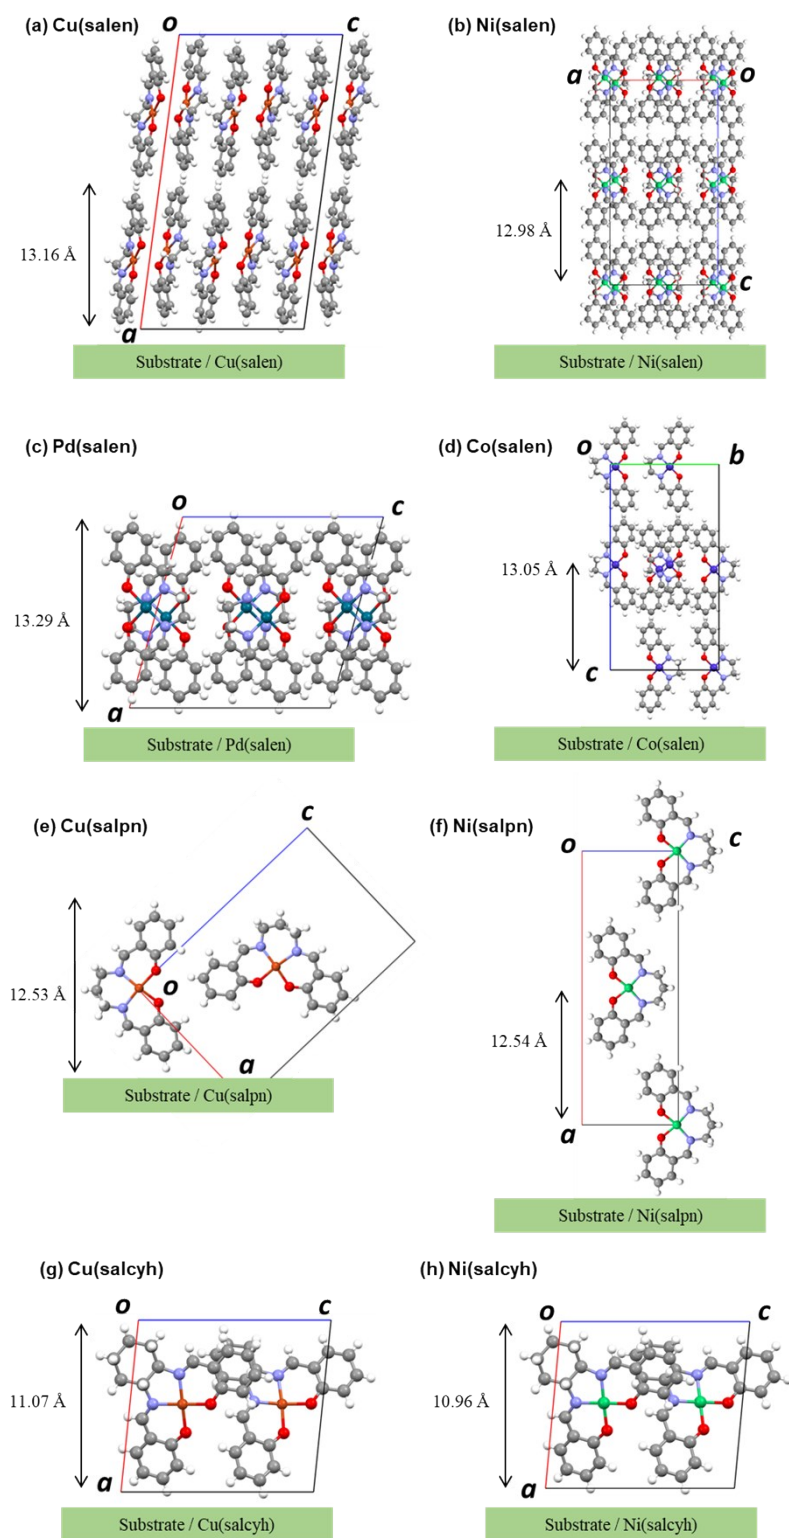 (a) Cu(salen)
o
c
13.16 Å
a
Substrate / Cu(salen)
(b) Ni(salen)
a
o
12.98 Å
c
Substrate / Ni(salen)
(c) Pd(salen)
o
c
13.29 Å
a
Substrate / Pd(salen)
(d) Co(salen)
o
b
13.05 Å
c
Substrate / Co(salen)
(e) Cu(salpn)
c
12.53 Å
o
a
Substrate / Cu(salpn)
(f) Ni(salpn)
o
c
12.54 Å
a
Substrate / Ni(salpn)
(g) Cu(salcyh)
o
c
11.07 Å
a
Substrate / Cu(salcyh)
(h) Ni(salcyh)
o
c
10.96 Å
a
Substrate / Ni(salcyh)